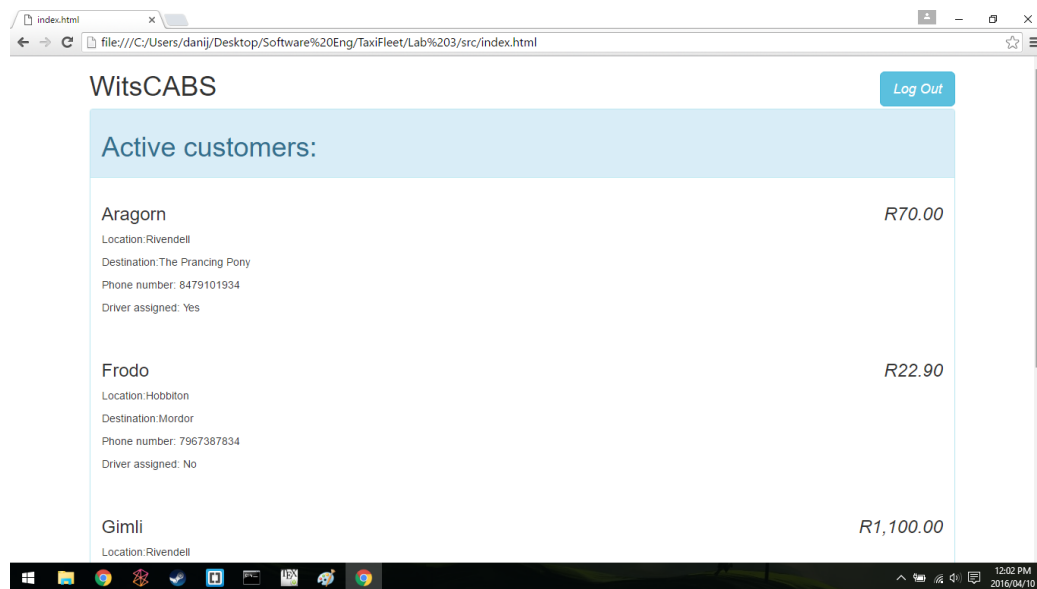 index.html
file:///C:/Users/danij/Desktop/Software%20Eng/TaxiFleet/Lab%203/src/index.html
WitsCABS
Log Out
Active customers:
Aragorn
R70.00
Location:Rivendell
Destination:The Prancing Pony
Phone number: 8479101934
Driver assigned: Yes
Frodo
R22.90
Location:Hobbiton
Destination:Mordor
Phone number: 7967387834
Driver assigned: No
Gimli
R1,100.00
Location:Rivendell
12:02 PM
2016/04/10